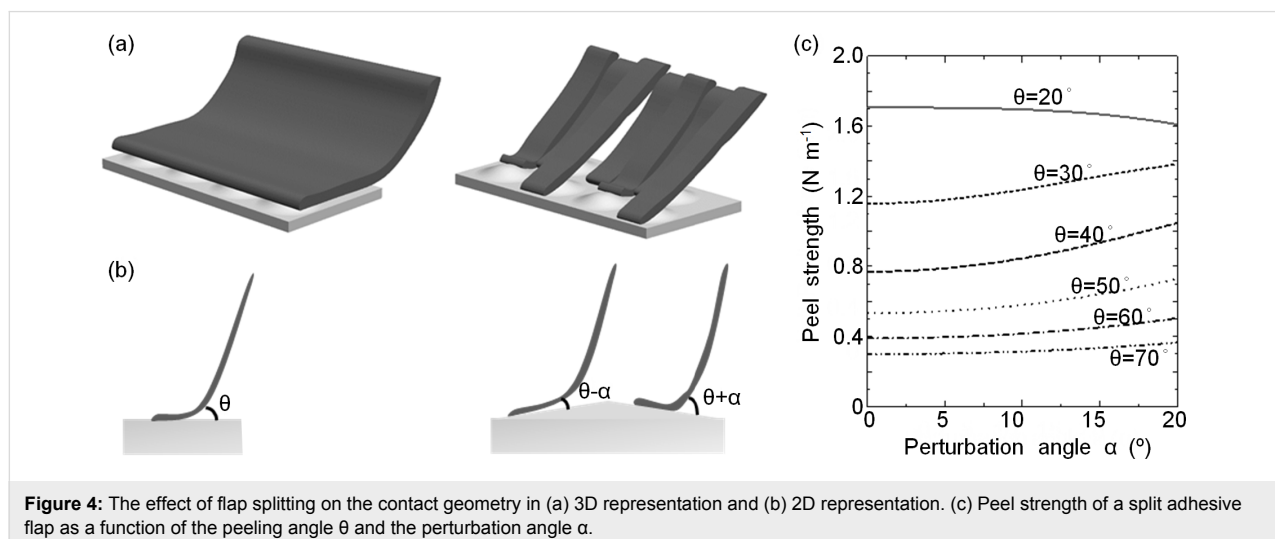 (a)
(b)
θ
θ-α
θ+α
(c)
Peel strength (N m-1)
2.0
1.6
1.2
0.8
0.4
0
θ=20°
θ=30°
θ=40°
θ=50°
θ=60°
θ=70°
0 5 10 15 20
Perturbation angle α (º)
Figure 4: The effect of flap splitting on the contact geometry in (a) 3D representation and (b) 2D representation. (c) Peel strength of a split adhesive
flap as a function of the peeling angle θ and the perturbation angle α.